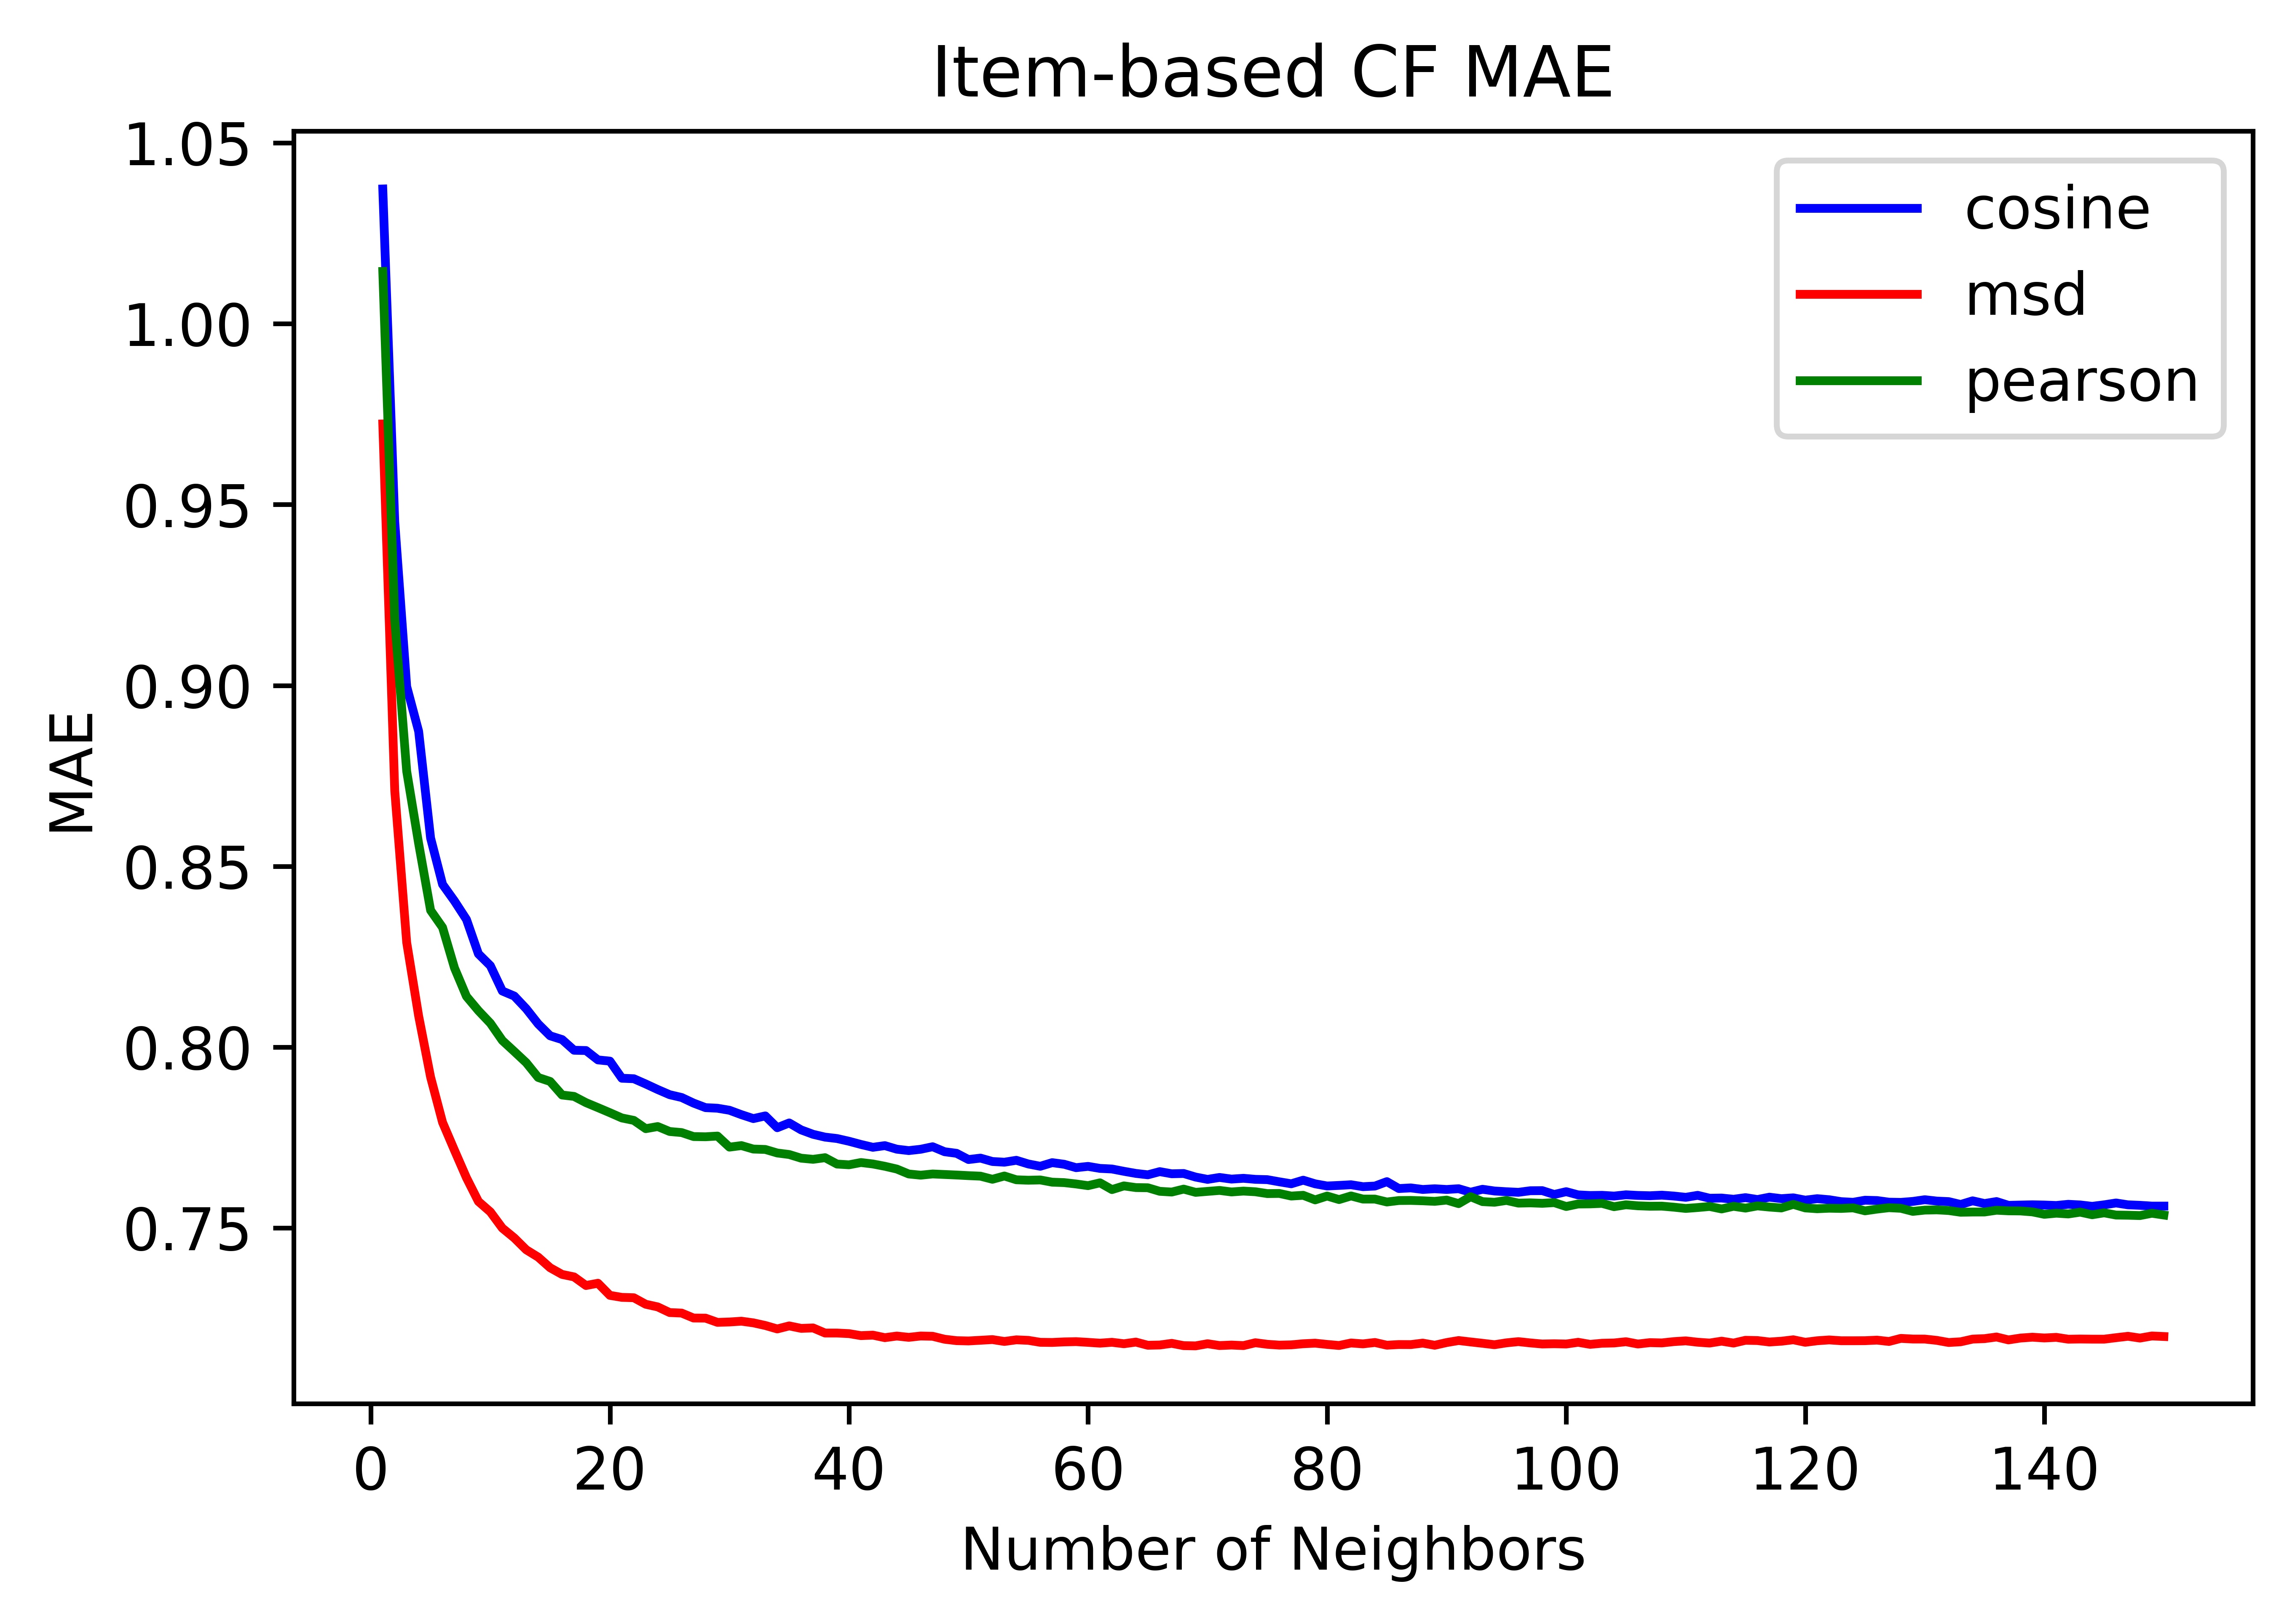 Item-based CF MAE
1.05
1.00
0.95
0.90
0.85
0.80
0.75
MAE
cosine
msd
pearson
0 20 40 60 80 100 120 140
Number of Neighbors